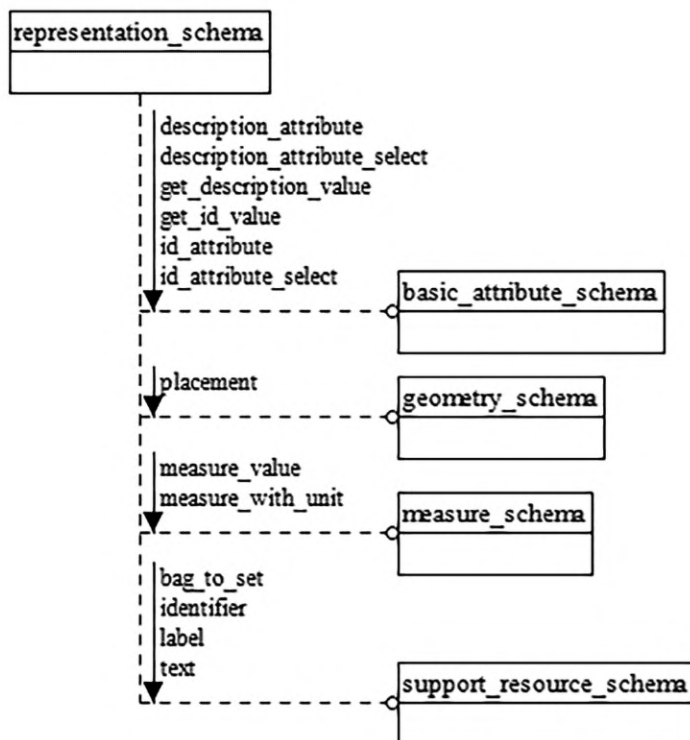 representation_schema
description_attribute
description_attribute_select
get_description_value
get_id_value
id_attribute
id_attribute_select
basic_attribute_schema
placement
geometry_schema
measure_value
measure_with_unit
measure_schema
bag_to_set
identifier
label
text
support_resource_schema